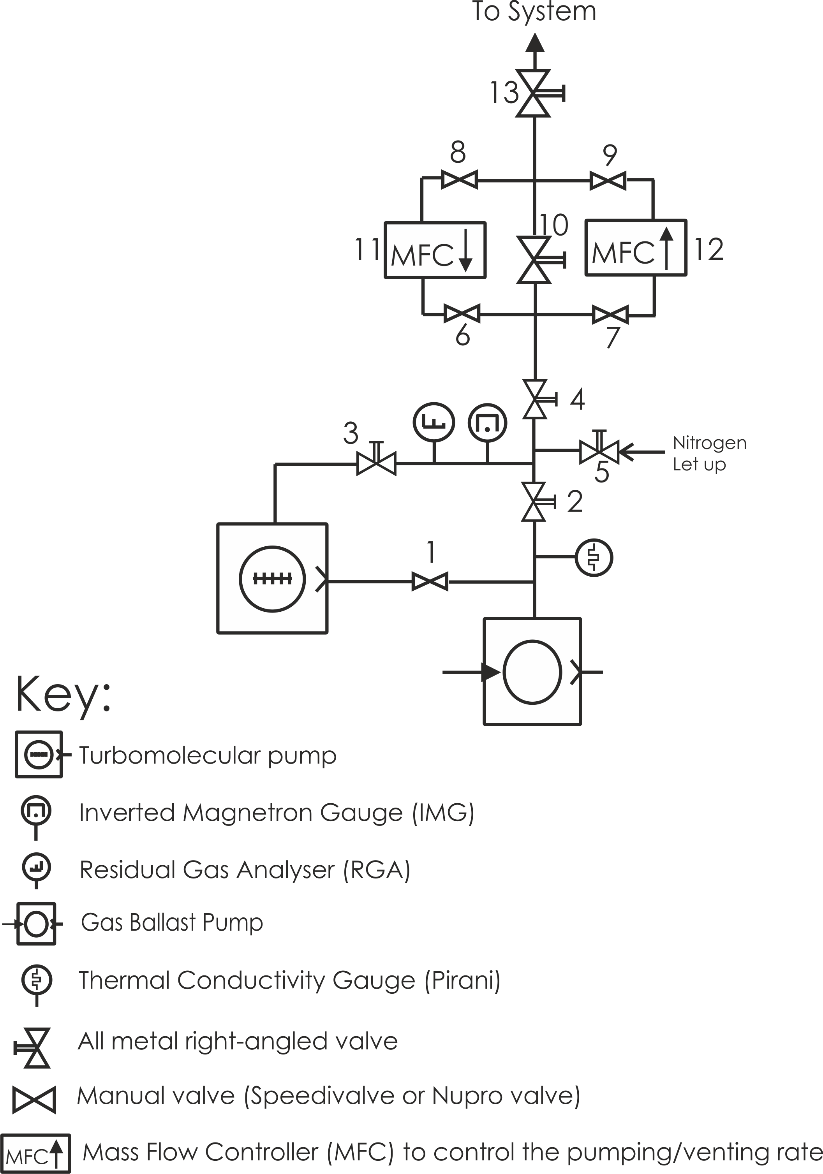 To System
13
8
9
10
11
MFC
MFC
12
6
7
4
3
Nitrogen
Let up
5
2
1
Key:
Turbomolecular pump
Inverted Magnetron Gauge (IMG)
Residual Gas Analyser (RGA)
Gas Ballast Pump
Thermal Conductivity Gauge (Pirani)
All metal right-angled valve
Manual valve (Speedivalve or Nupro valve)
MFC
Mass Flow Controller (MFC) to control the pumping/venting rate